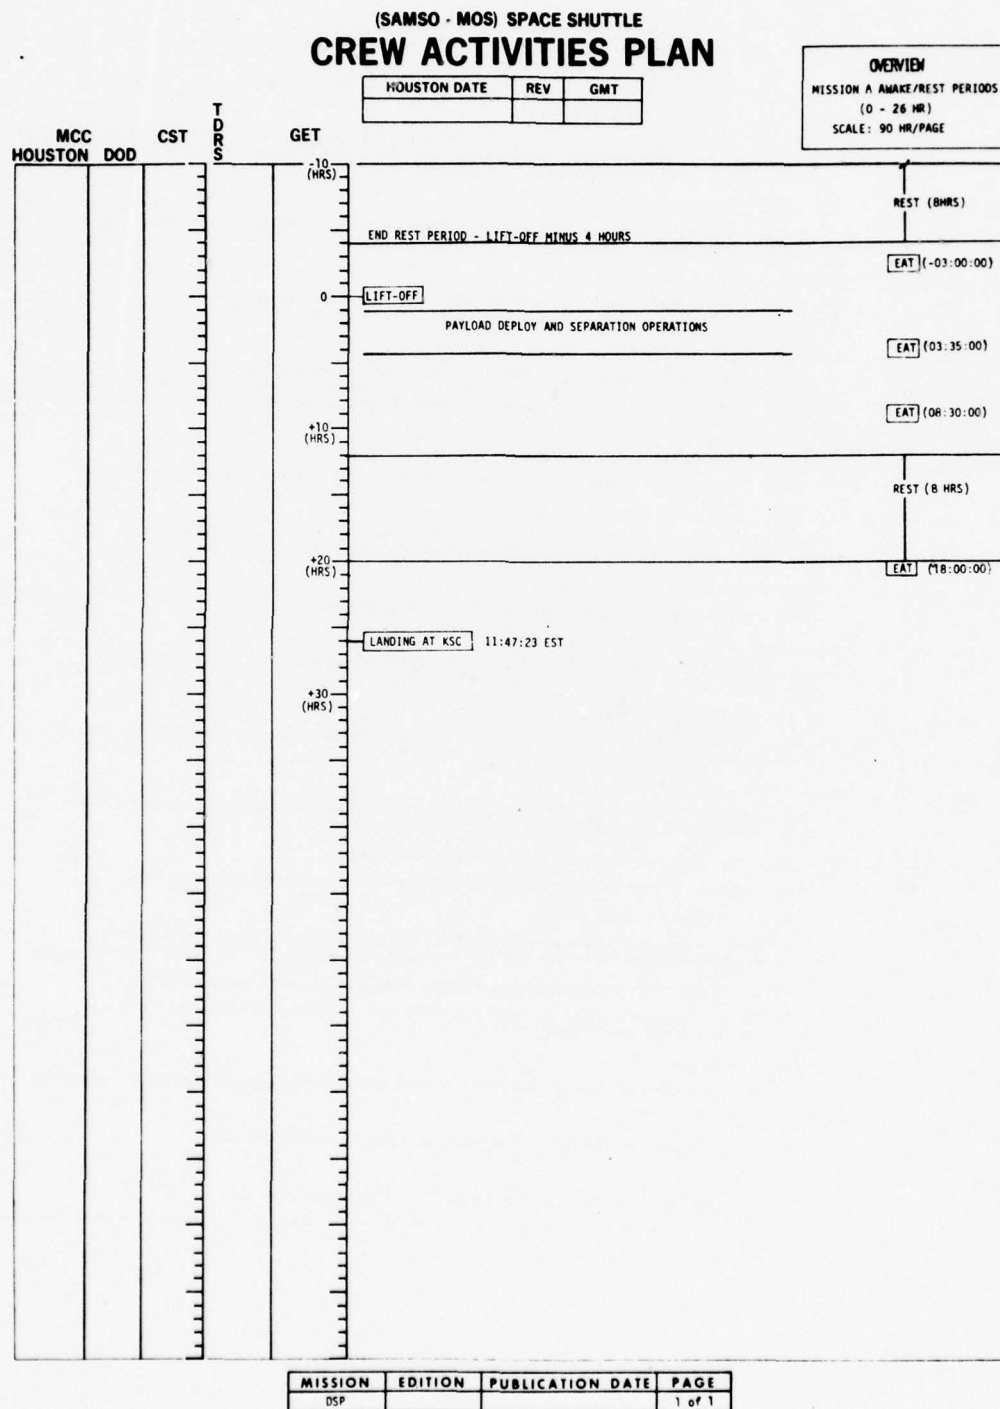 (SAMSO - MOS) SPACE SHUTTLE
CREW ACTIVITIES PLAN
HOUSTON DATE REV GMT
OVERVIEW
MISSION A AWAKE/REST PERIODS
(0 - 26 HR)
SCALE: 90 HR/PAGE
MCC HOUSTON DOD CST TDRS GET
-10
(HRS)
REST (8HRS)
END REST PERIOD - LIFT-OFF MINUS 4 HOURS
EAT (-03:00:00)
0 LIFT-OFF
PAYLOAD DEPLOY AND SEPARATION OPERATIONS
EAT (03:35:00)
EAT (08:30:00)
+10
(HRS)
REST (8 HRS)
+20
(HRS)
EAT (18:00:00)
LANDING AT KSC 11:47:23 EST
+30
(HRS)
MISSION EDITION PUBLICATION DATE PAGE
DSP 1 of 1